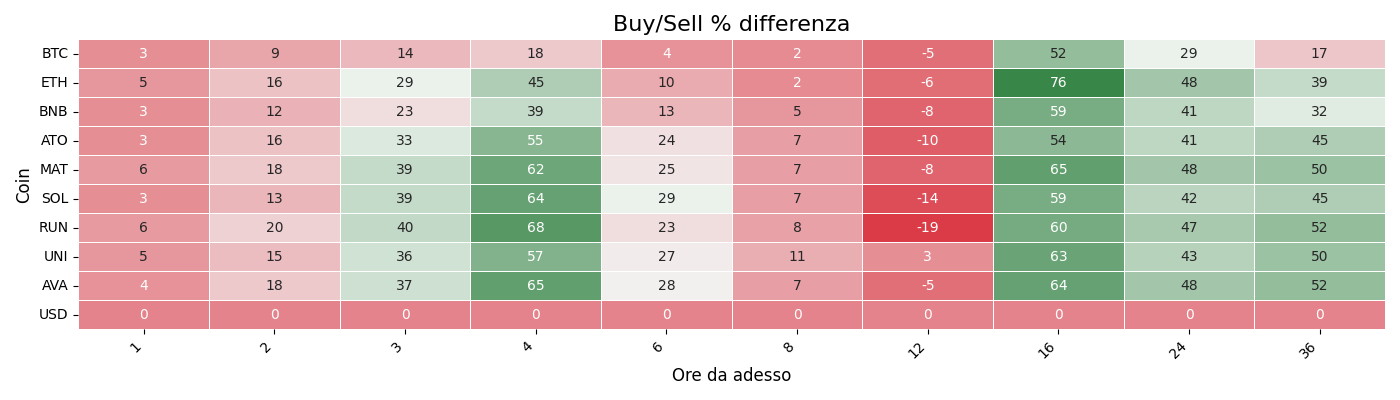 Buy/Sell % differenza
Coin
BTC 3 9 14 18 4 2 -5 52 29 17
ETH 5 16 29 45 10 2 -6 76 48 39
BNB 3 12 23 39 13 5 -8 59 41 32
ATO 3 16 33 55 24 7 -10 54 41 45
MAT 6 18 39 62 25 7 -8 65 48 50
SOL 3 13 39 64 29 7 -14 59 42 45
RUN 6 20 40 68 23 8 -19 60 47 52
UNI 5 15 36 57 27 11 3 63 43 50
AVA 4 18 37 65 28 7 -5 64 48 52
USD 0 0 0 0 0 0 0 0 0 0
1 2 3 4 6 8 12 16 24 36
Ore da adesso